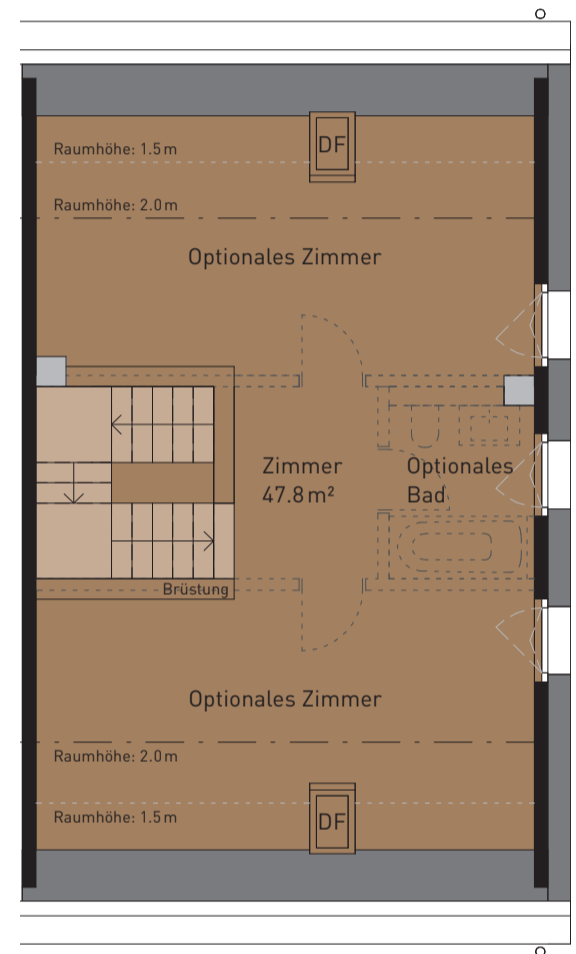 DF
Raumhöhe: 1.5 m
Raumhöhe: 2.0 m
Optionales Zimmer
Zimmer
47.8 m²
Optionales
Bad
Brüstung
Optionales Zimmer
Raumhöhe: 2.0 m
Raumhöhe: 1.5 m
DF